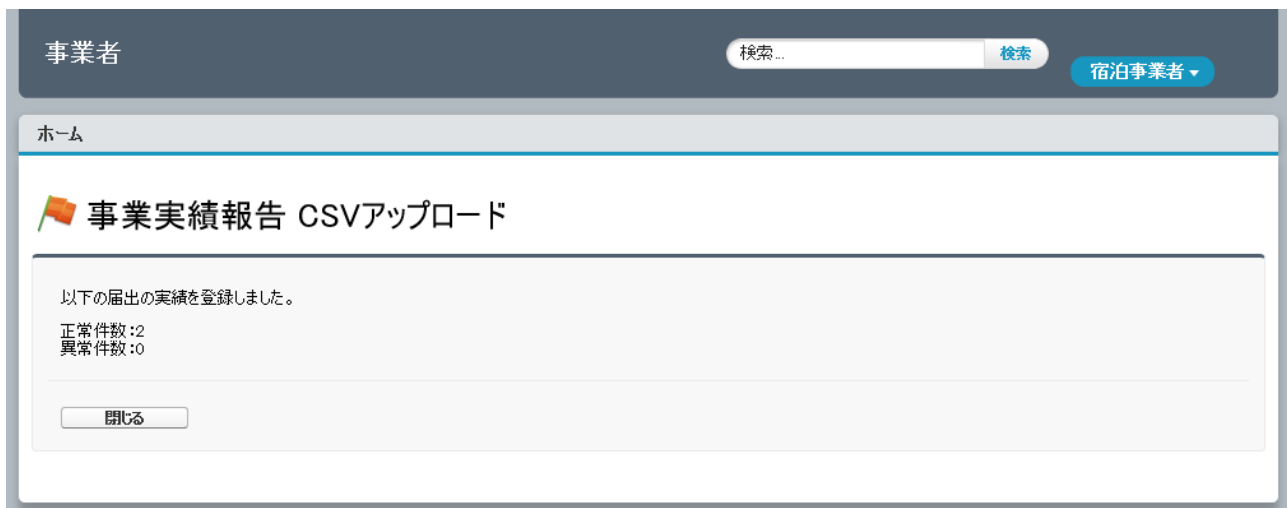 事業者
検索...
検索
宿泊事業者
ホーム
事業実績報告 CSVアップロード
以下の届出の実績を登録しました。
正常件数:2
異常件数:0
閉じる